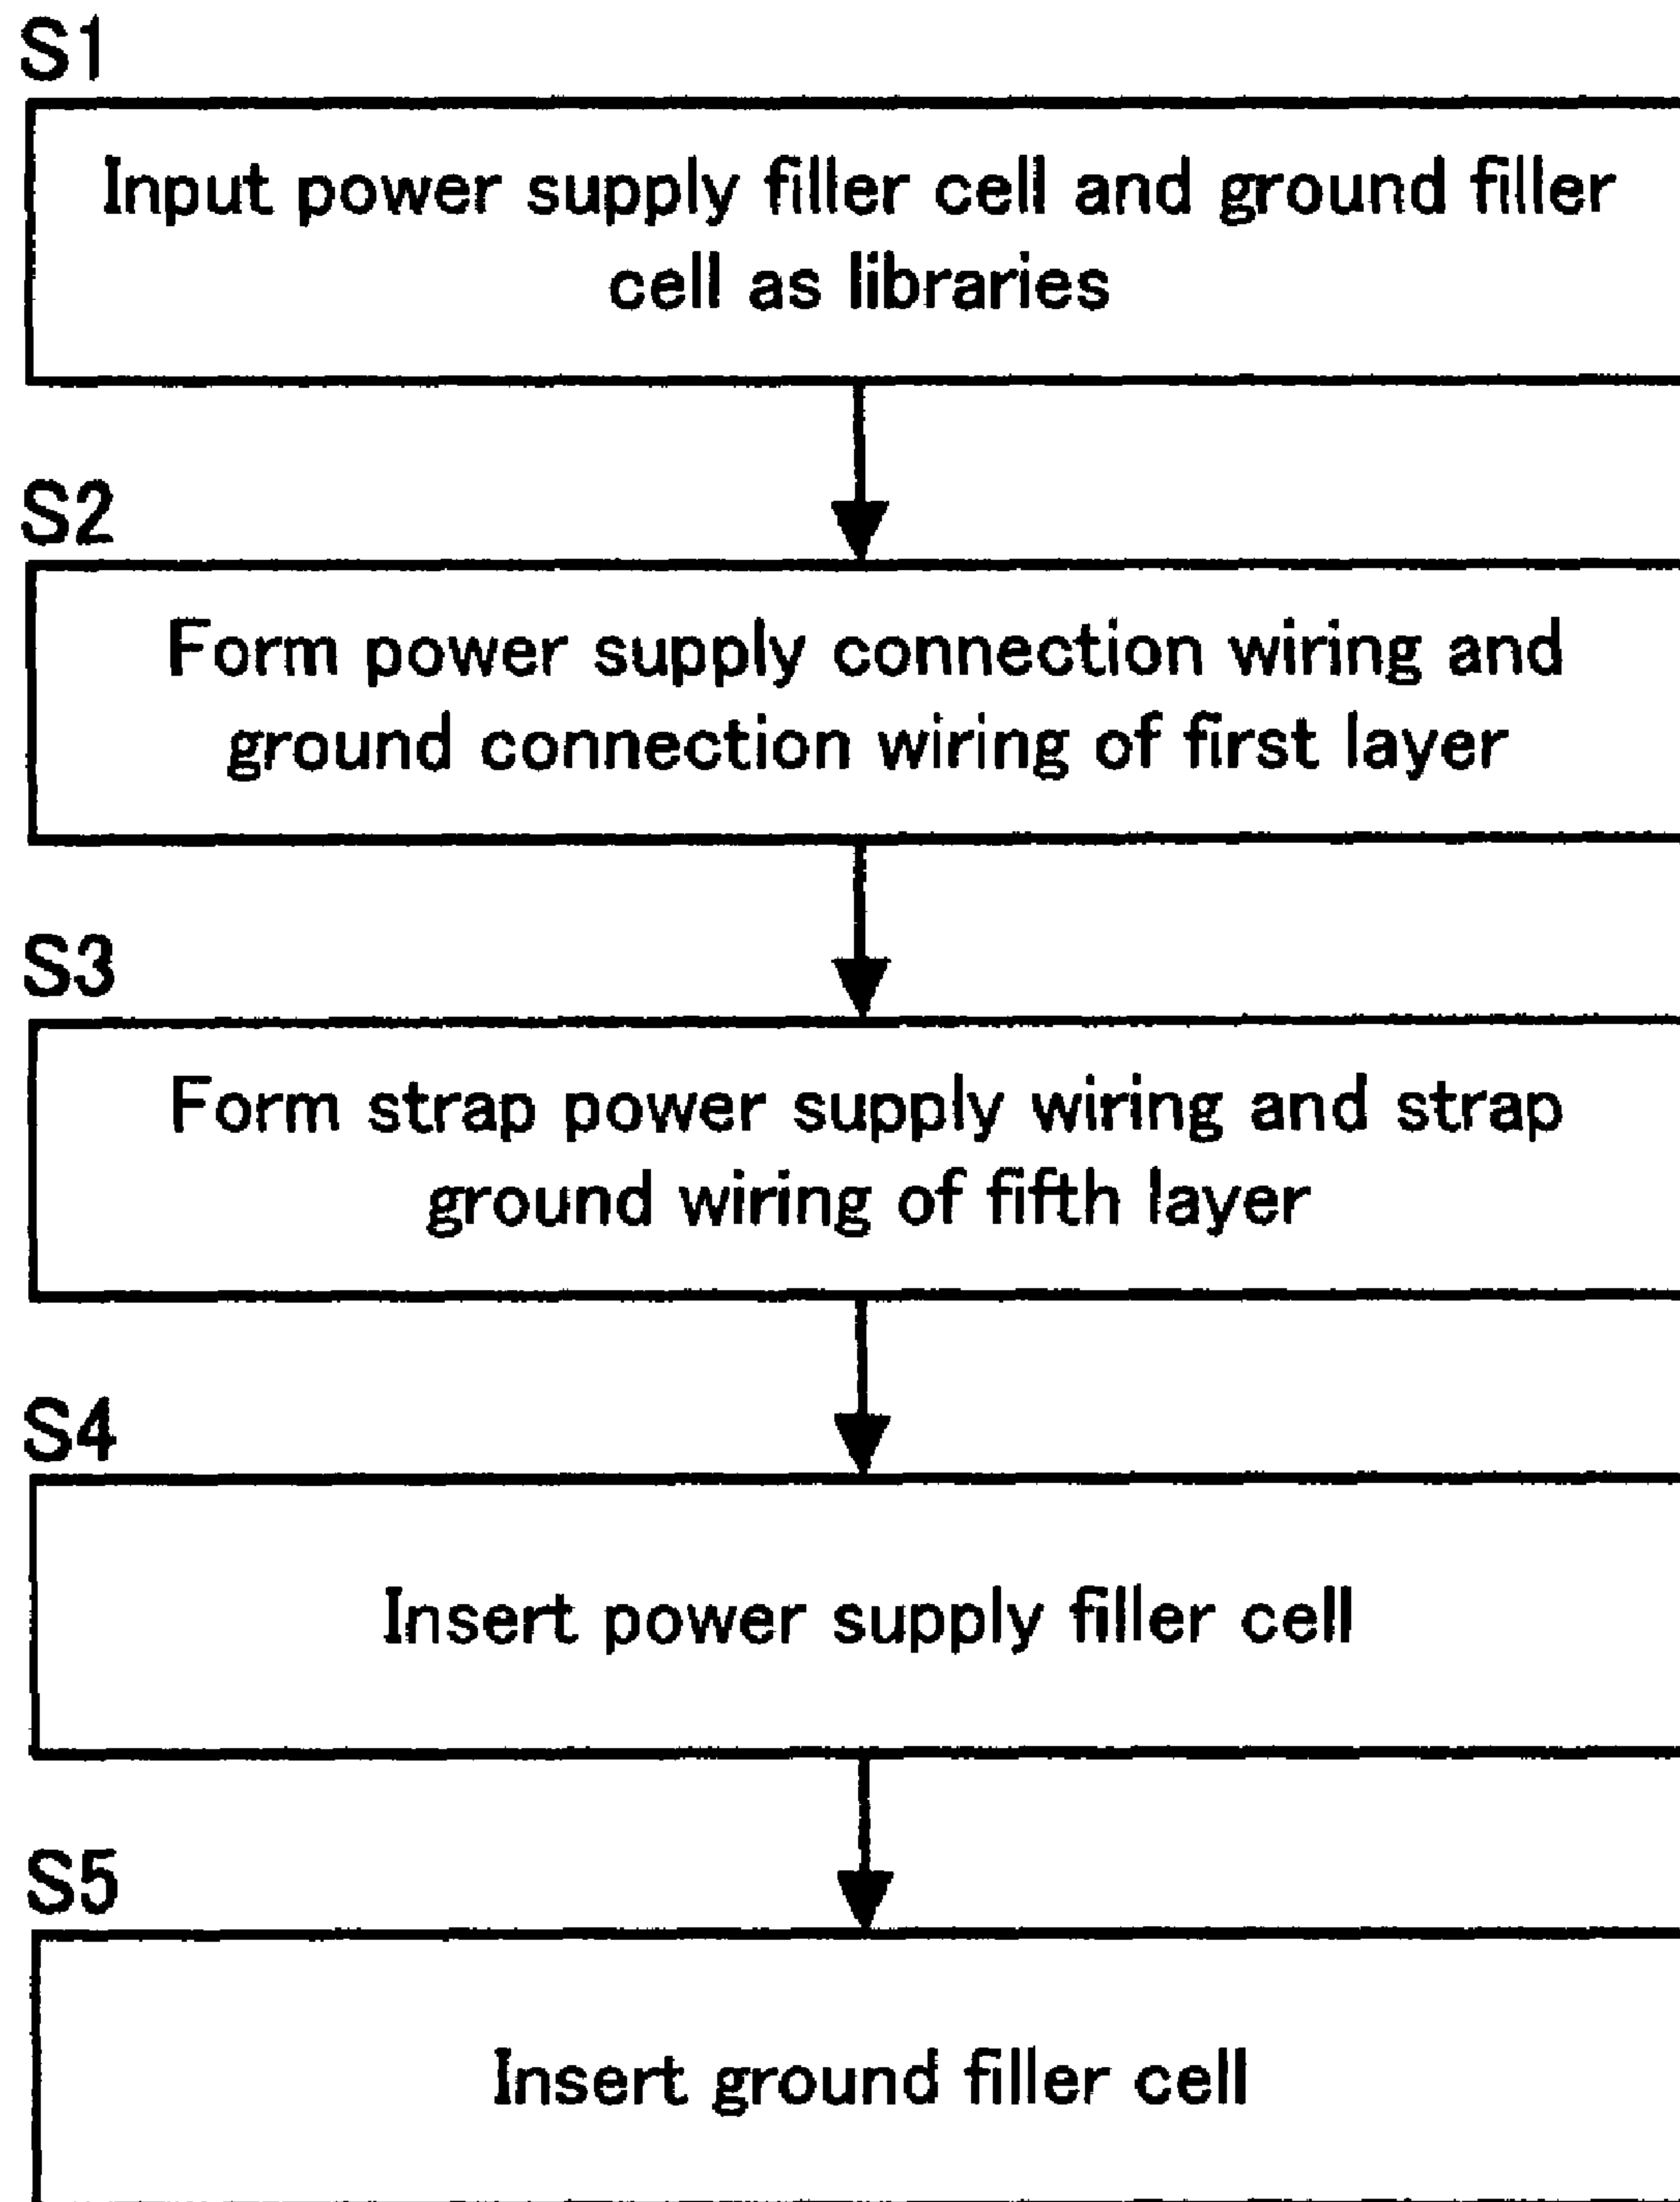 S1
Input power supply filler cell and ground filler
cell as libraries
S2
Form power supply connection wiring and
ground connection wiring of first layer
S3
Form strap power supply wiring and strap
ground wiring of fifth layer
S4
Insert power supply filler cell
S5
Insert ground filler cell